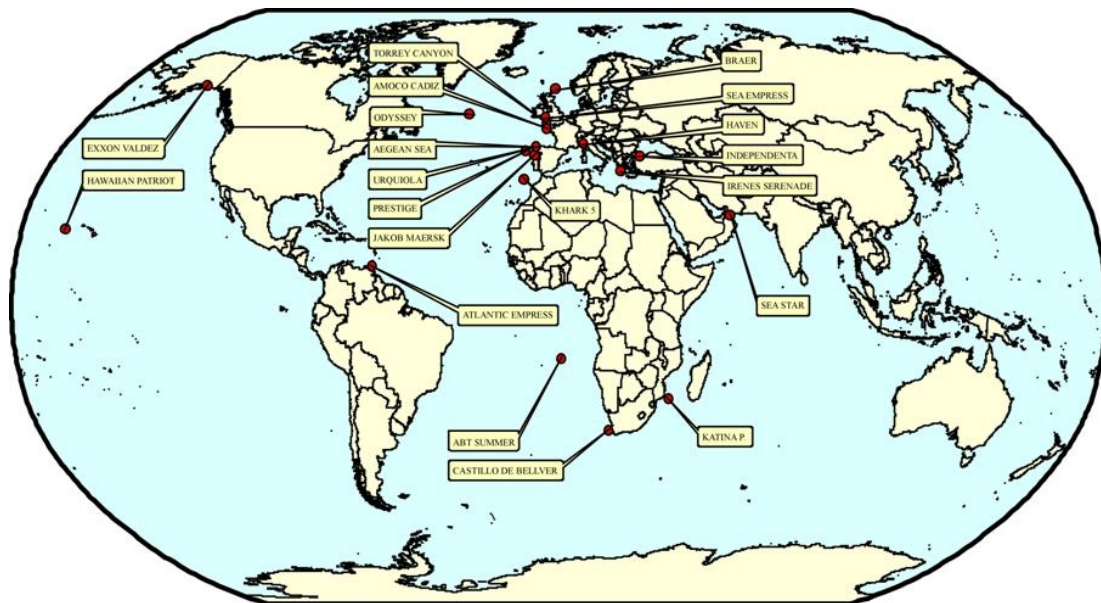 TORREY CANYON
BRAER
AMOCO CADIZ
SEA EMPRESS
ODYSSEY
HAVEN
EXXON VALDEZ
AEGEAN SEA
INDEPENDENTA
HAWAIIAN PATRIOT
URQUIOLA
IRENES SERENADE
PRESTIGE
KHARK 5
JAKOB MAERSK
SEA STAR
ATLANTIC EMPRESS
ABT SUMMER
KATINA P.
CASTILLO DE BELLVER